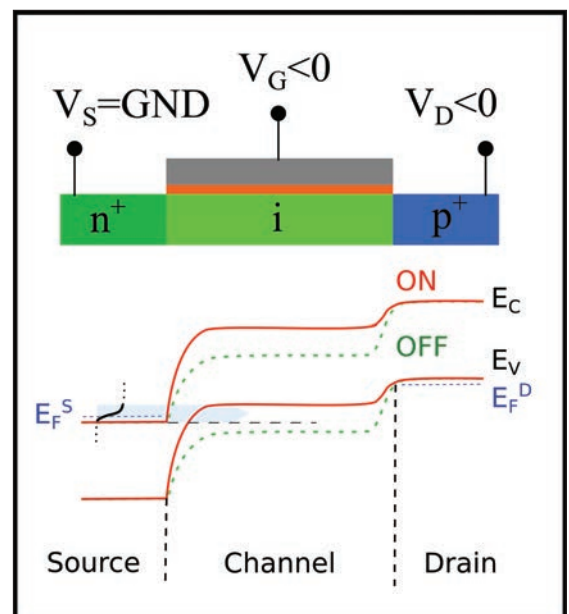 V_G<0
V_S=GND
V_D<0
n⁺
i
p⁺
ON
E_C
OFF
E_V
E_F^S
E_F^D
Source
Channel
Drain